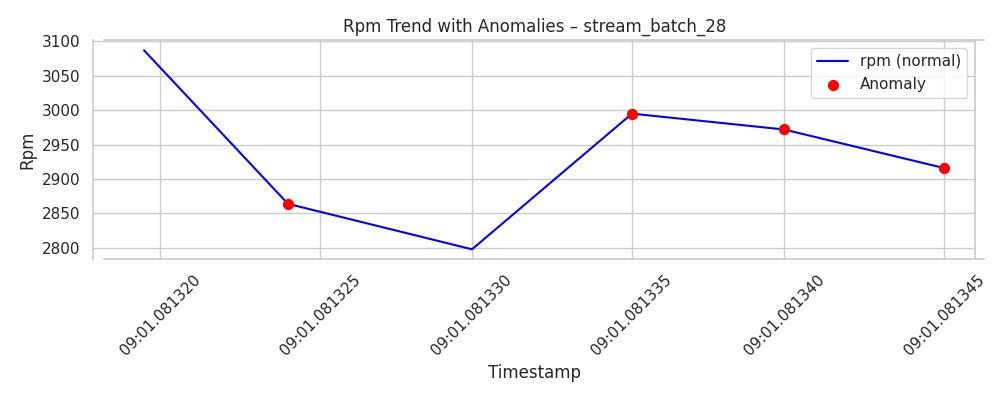 Rpm Trend with Anomalies – stream_batch_28
rpm (normal)
Anomaly
Rpm
3100
3050
3000
2950
2900
2850
2800
09:01.081320
09:01.081325
09:01.081330
09:01.081335
09:01.081340
09:01.081345
Timestamp